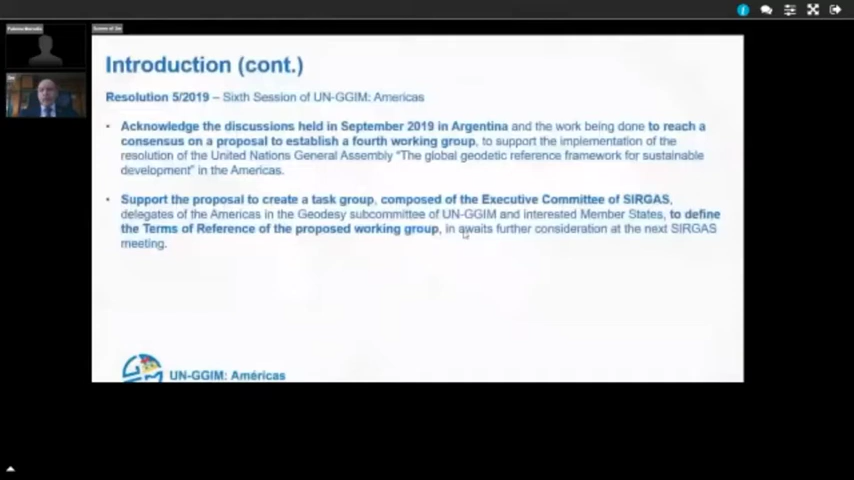 Introduction (cont.)
Resolution 5/2019 – Sixth Session of UN-GGIM: Americas
• Acknowledge the discussions held in September 2019 in Argentina and the work being done to reach a
consensus on a proposal to establish a fourth working group, to support the implementation of the
resolution of the United Nations General Assembly “The global geodetic reference framework for sustainable
development” in the Americas.
• Support the proposal to create a task group, composed of the Executive Committee of SIRGAS,
delegates of the Americas in the Geodesy subcommittee of UN-GGIM and interested Member States, to define
the Terms of Reference of the proposed working group, in awaits further consideration at the next SIRGAS
meeting.
UN-GGIM: Américas